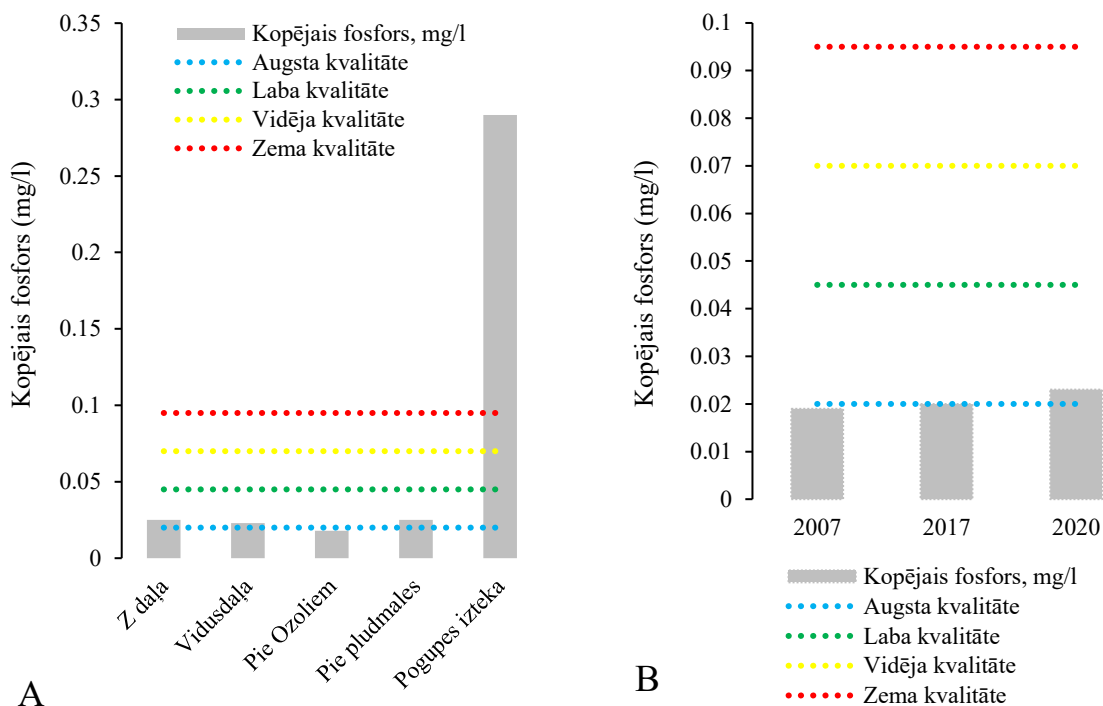 Kopējais fosfors (mg/l)
0.35
0.3
0.25
0.2
0.15
0.1
0.05
0
Kopējais fosfors, mg/l
Augsta kvalitāte
Laba kvalitāte
Vidēja kvalitāte
Zema kvalitāte
Z daļa
Vidusdaļa
Pie Ozoliem
Pie pludmales
Pogupes izteka
A
Kopējais fosfors (mg/l)
0.1
0.09
0.08
0.07
0.06
0.05
0.04
0.03
0.02
0.01
0
2007
2017
2020
Kopējais fosfors, mg/l
Augsta kvalitāte
Laba kvalitāte
Vidēja kvalitāte
Zema kvalitāte
B